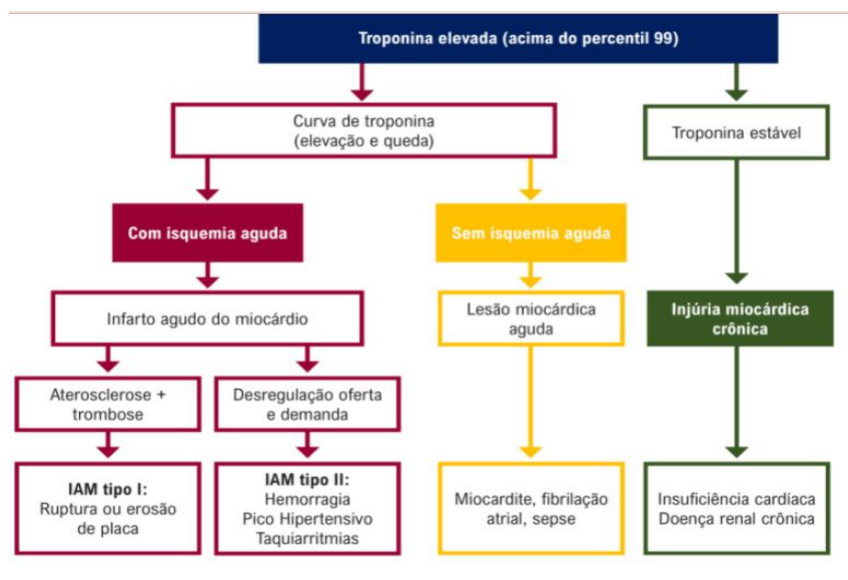 Troponina elevada (acima do percentil 99)
Curva de troponina
(elevação e queda)
Troponina estável
Com isquemia aguda
Sem isquemia aguda
Infarto agudo do miocárdio
Lesão miocárdica
aguda
Injúria miocárdica
crônica
Aterosclerose +
trombose
Desregulação oferta
e demanda
IAM tipo I:
Ruptura ou erosão
de placa
IAM tipo II:
Hemorragia
Pico Hipertensivo
Taquiarritmias
Miocardite, fibrilação
atrial, sepse
Insuficiência cardíaca
Doença renal crônica